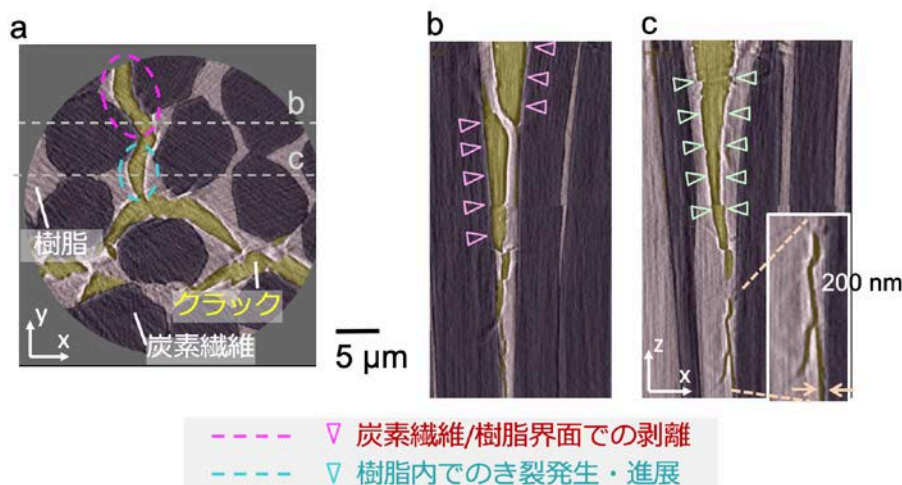 a
b
c
b
c
樹脂
クラック
炭素繊維
y
x
5 μm
200 nm
z
x
炭素繊維/樹脂界面での剥離
樹脂内でのき裂発生・進展